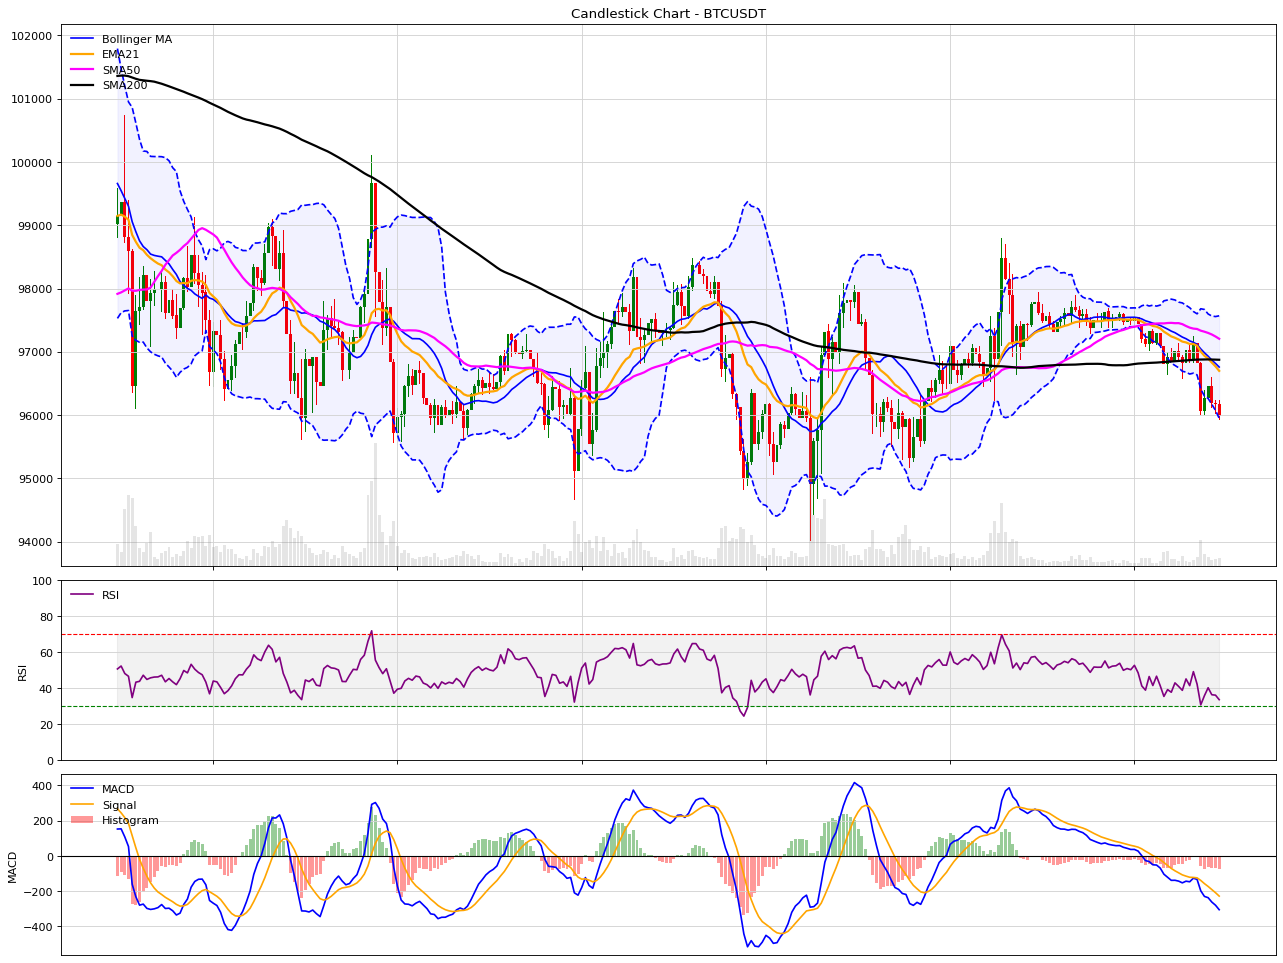 Candlestick Chart - BTCUSDT
Bollinger MA
EMA21
SMA50
SMA200
102000
101000
100000
99000
98000
97000
96000
95000
94000
RSI
RSI
100
80
60
40
20
0
MACD
Signal
Histogram
MACD
400
200
0
−200
−400